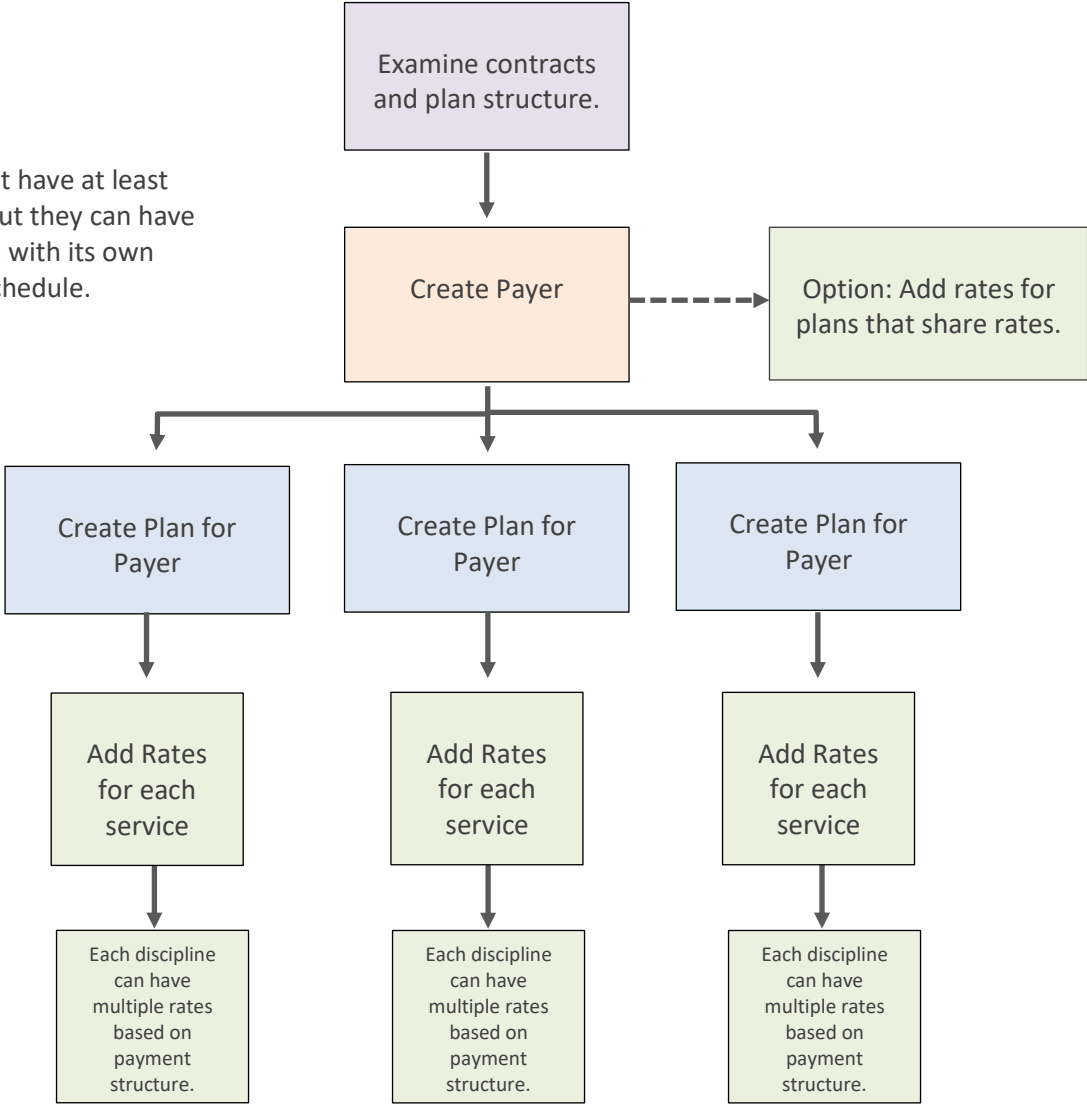 Examine contracts
and plan structure.
t have at least
ut they can have
with its own
chedule.
Create Payer
Option: Add rates for
plans that share rates.
Create Plan for
Payer
Create Plan for
Payer
Create Plan for
Payer
Add Rates
for each
service
Add Rates
for each
service
Add Rates
for each
service
Each discipline
can have
multiple rates
based on
payment
structure.
Each discipline
can have
multiple rates
based on
payment
structure.
Each discipline
can have
multiple rates
based on
payment
structure.